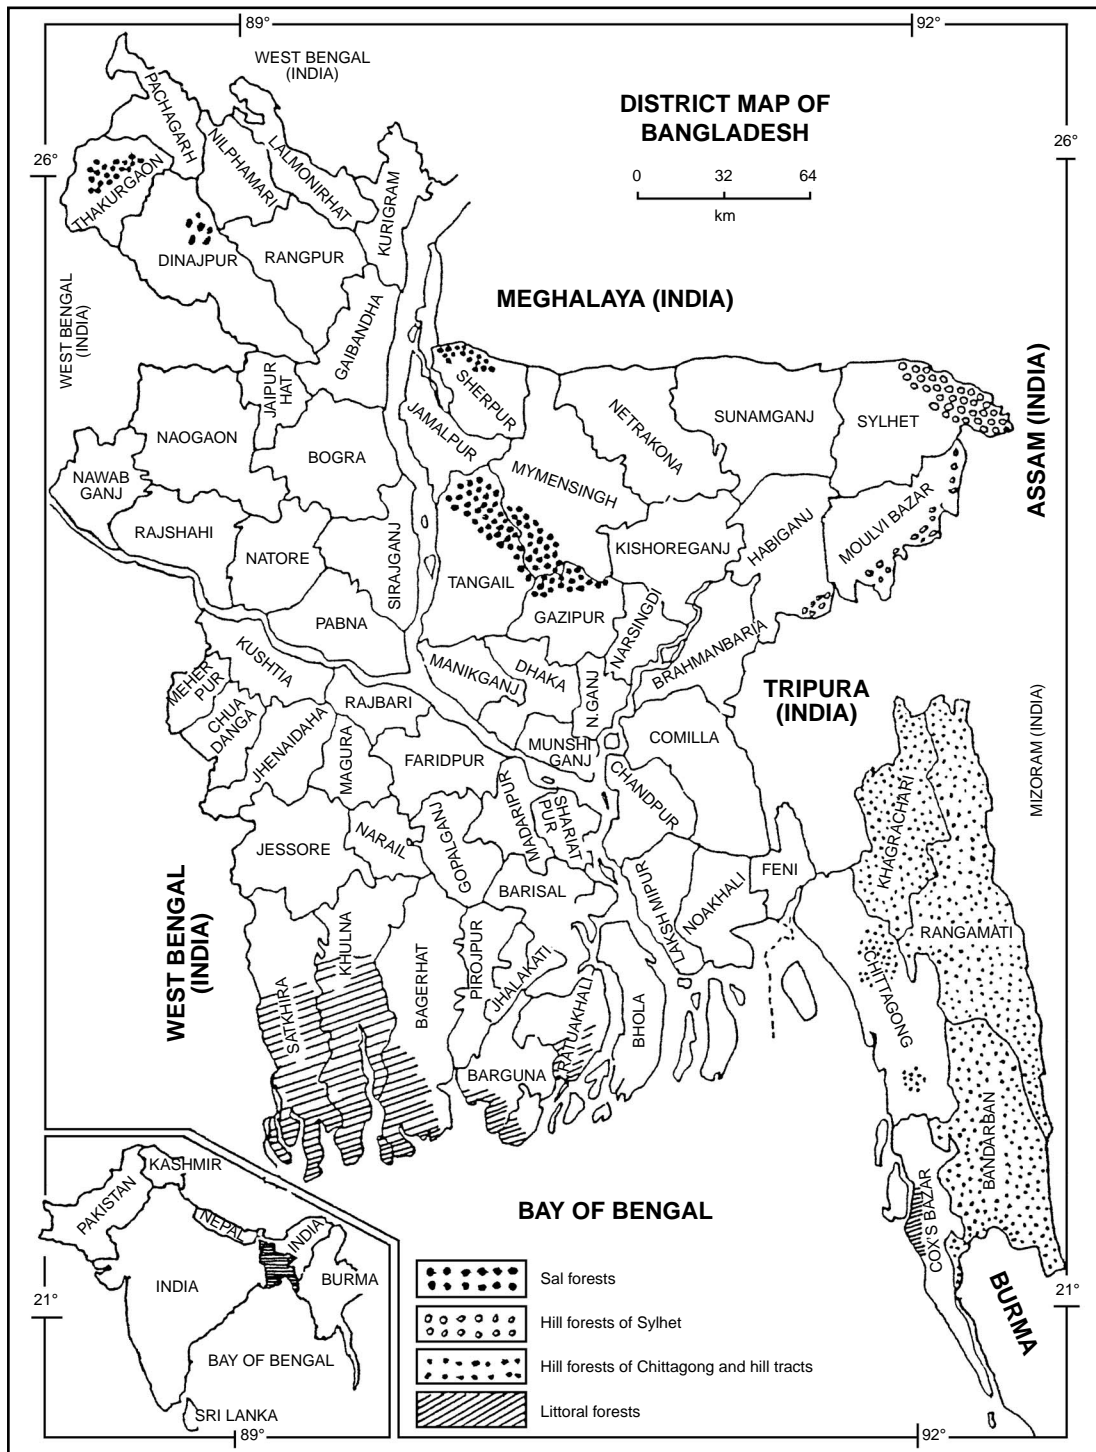 89°
92°
WEST BENGAL
(INDIA)
DISTRICT MAP OF
BANGLADESH
26°
26°
0 32 64
km
PACHAGARH
THAKURGAON
NILPHAMARI
LALMONIRHAT
KURIGRAM
DINAJPUR
RANGPUR
WEST BENGAL
(INDIA)
GAIBANDHA
MEGHALAYA (INDIA)
ASSAM (INDIA)
JAIPUR
HAT
NAOGAON
BOGRA
NAWAB
GANJ
RAJSHAHI
NATORE
SIRAJGANJ
PABNA
SHERPUR
JAMALPUR
MYMENSINGH
NETRAKONA
SUNAMGANJ
SYLHET
MOULVI BAZAR
HABIGANJ
KISHOREGANJ
TANGAIL
GAZIPUR
NARSINGDI
BRAHMANBARIA
MANIKGANJ
DHAKA
N.GANJ
TRIPURA
(INDIA)
MIZORAM (INDIA)
KUSHTIA
MEHER
PUR
CHUA
DANGA
JHENAIDAHA
MAGURA
RAJBARI
FARIDPUR
MUNSHI
GANJ
COMILLA
CHANDPUR
SHARIAT
PUR
MADARIPUR
GOPALGANJ
NARAIL
JESSORE
BARISAL
LAKSHMIPUR
NOAKHALI
FENI
KHAGRACHARI
RANGAMATI
CHITTAGONG
BANDARBAN
COX'S BAZAR
WEST BENGAL
(INDIA)
SATKHIRA
KHULNA
BAGERHAT
PIROJPUR
JHALAKATI
PATUAKHALI
BARGUNA
BHOLA
BAY OF BENGAL
BURMA
21°
21°
KASHMIR
PAKISTAN
NEPAL
INDIA
INDIA
BURMA
BAY OF BENGAL
SRI LANKA
Sal forests
Hill forests of Sylhet
Hill forests of Chittagong and hill tracts
Littoral forests
89°
92°